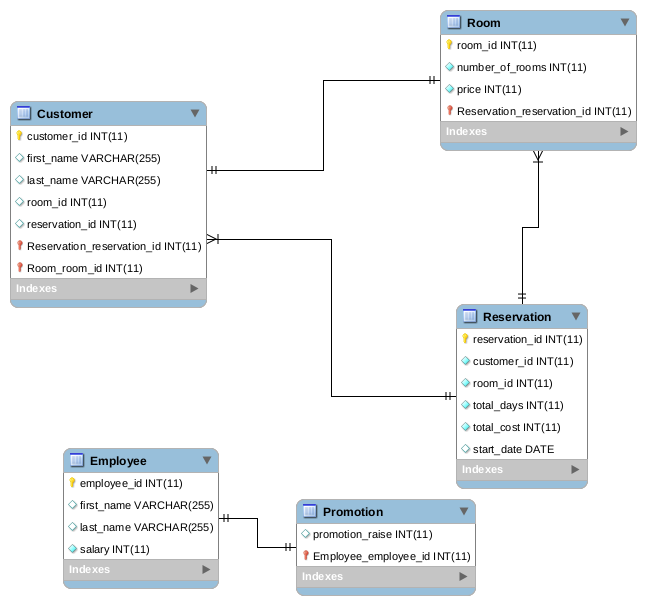 Room
room_id INT(11)
number_of_rooms INT(11)
price INT(11)
Reservation_reservation_id INT(11)
Indexes
Customer
customer_id INT(11)
first_name VARCHAR(255)
last_name VARCHAR(255)
room_id INT(11)
reservation_id INT(11)
Reservation_reservation_id INT(11)
Room_room_id INT(11)
Indexes
Reservation
reservation_id INT(11)
customer_id INT(11)
room_id INT(11)
total_days INT(11)
total_cost INT(11)
start_date DATE
Indexes
Employee
employee_id INT(11)
first_name VARCHAR(255)
last_name VARCHAR(255)
salary INT(11)
Indexes
Promotion
promotion_raise INT(11)
Employee_employee_id INT(11)
Indexes